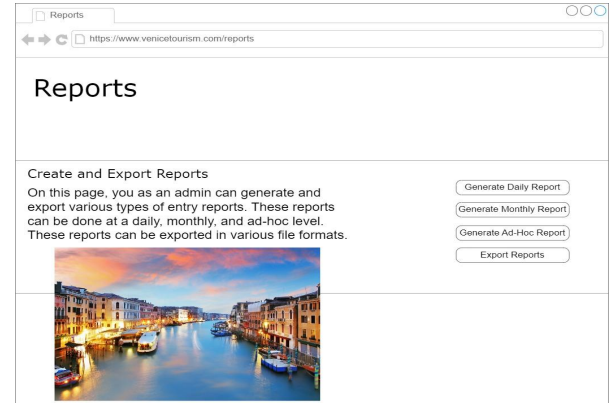 Reports
https://www.venicetourism.com/reports
Reports
Create and Export Reports
On this page, you as an admin can generate and
export various types of entry reports. These reports
can be done at a daily, monthly, and ad-hoc level.
These reports can be exported in various file formats.
Generate Daily Report
Generate Monthly Report
Generate Ad-Hoc Report
Export Reports